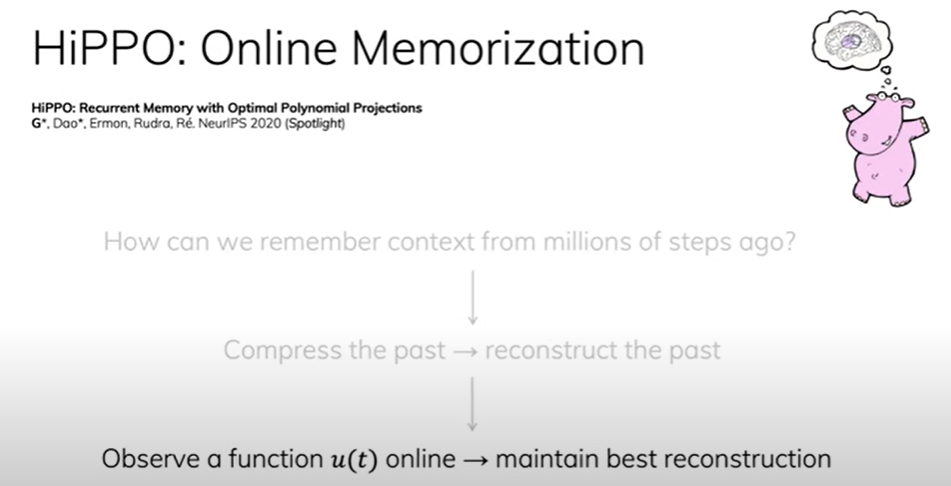 HiPPO: Online Memorization
HiPPO: Recurrent Memory with Optimal Polynomial Projections
G*, Dao*, Ermon, Rudra, Ré. NeurIPS 2020 (Spotlight)
How can we remember context from millions of steps ago?
Compress the past → reconstruct the past
Observe a function u(t) online → maintain best reconstruction